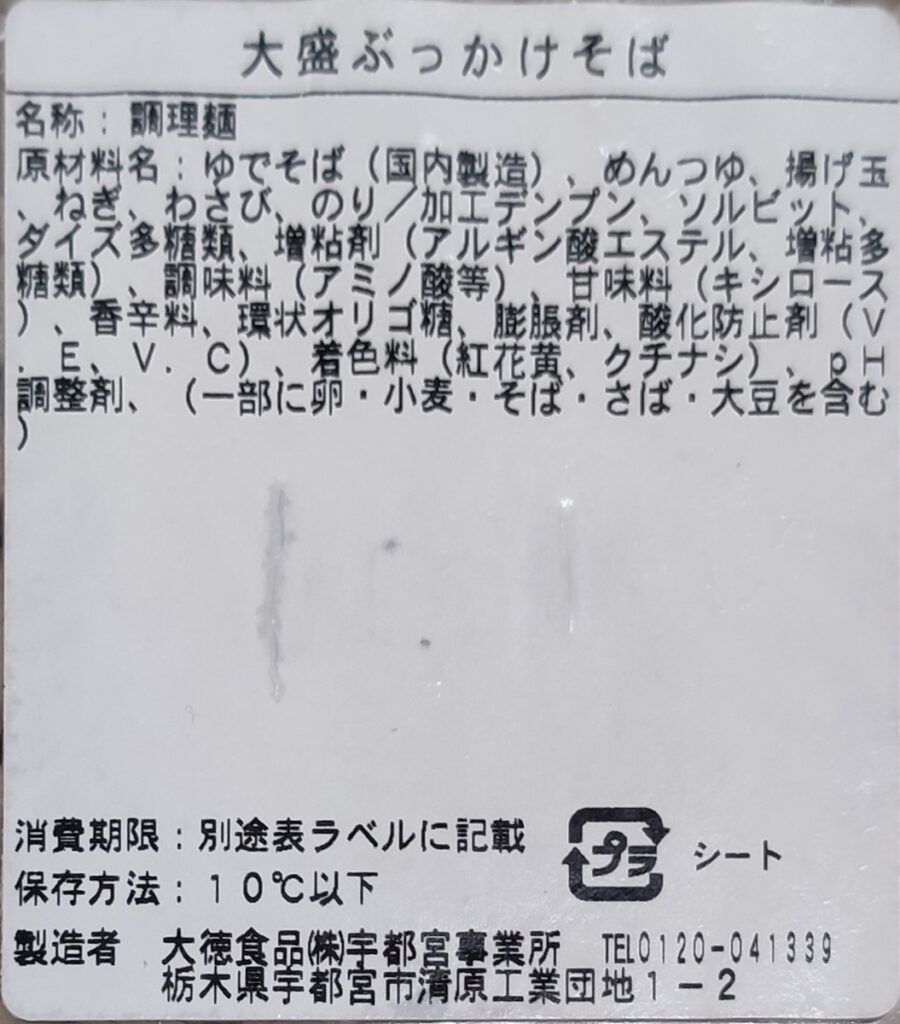 大盛ぶっかけそば
名称：調理麺
原材料名：ゆでそば（国内製造）、めんつゆ、揚げ玉
、ねぎ、わさび、のり／加工デンプン、ソルビット、
ダイズ多糖類、増粘剤（アルギン酸エステル、増粘多
糖類）、調味料（アミノ酸等）、甘味料（キシロース
）、香辛料、環状オリゴ糖、膨脹剤、酸化防止剤（Ｖ
．Ｅ、Ｖ．Ｃ）、着色料（紅花黄、クチナシ）、ｐＨ
調整剤、（一部に卵・小麦・そば・さば・大豆を含む
）
消費期限：別途表ラベルに記載
保存方法：１０℃以下
プラ シート
製造者 大徳食品㈱宇都宮事業所 TEL0120-041339
栃木県宇都宮市清原工業団地１－２